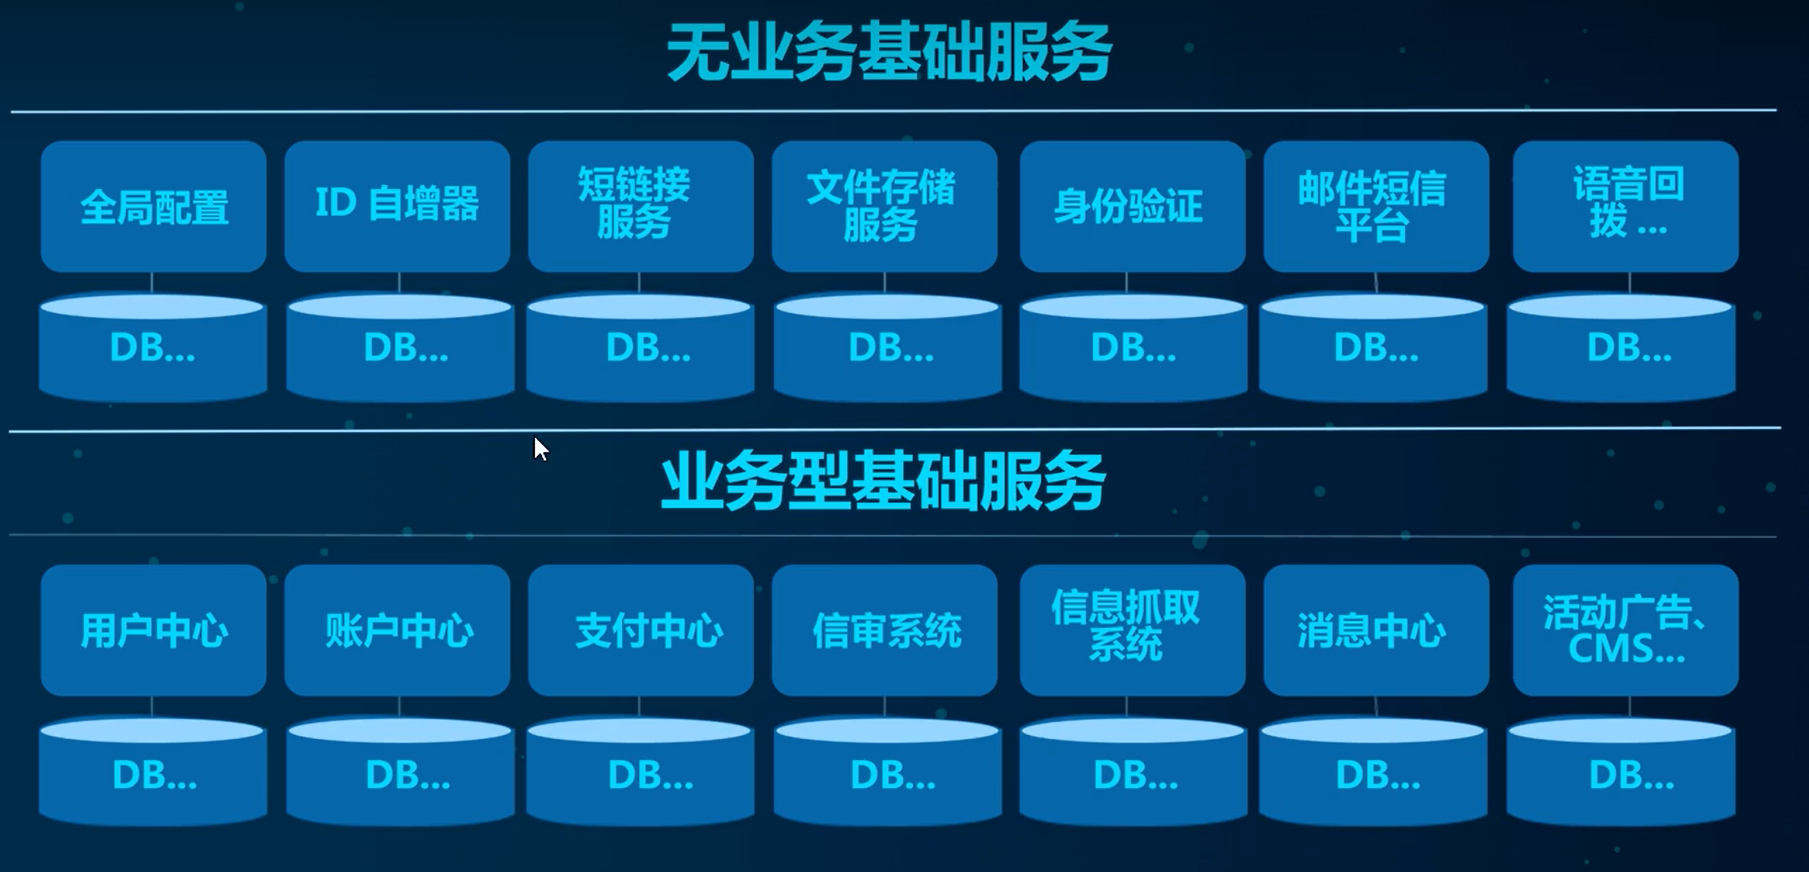 无业务基础服务
全局配置
ID 自增器
短链接
服务
文件存储
服务
身份验证
邮件短信
平台
语音回
拨 ...
DB...
DB...
DB...
DB...
DB...
DB...
DB...
业务型基础服务
用户中心
账户中心
支付中心
信审系统
信息抓取
系统
消息中心
活动广告、
CMS...
DB...
DB...
DB...
DB...
DB...
DB...
DB...